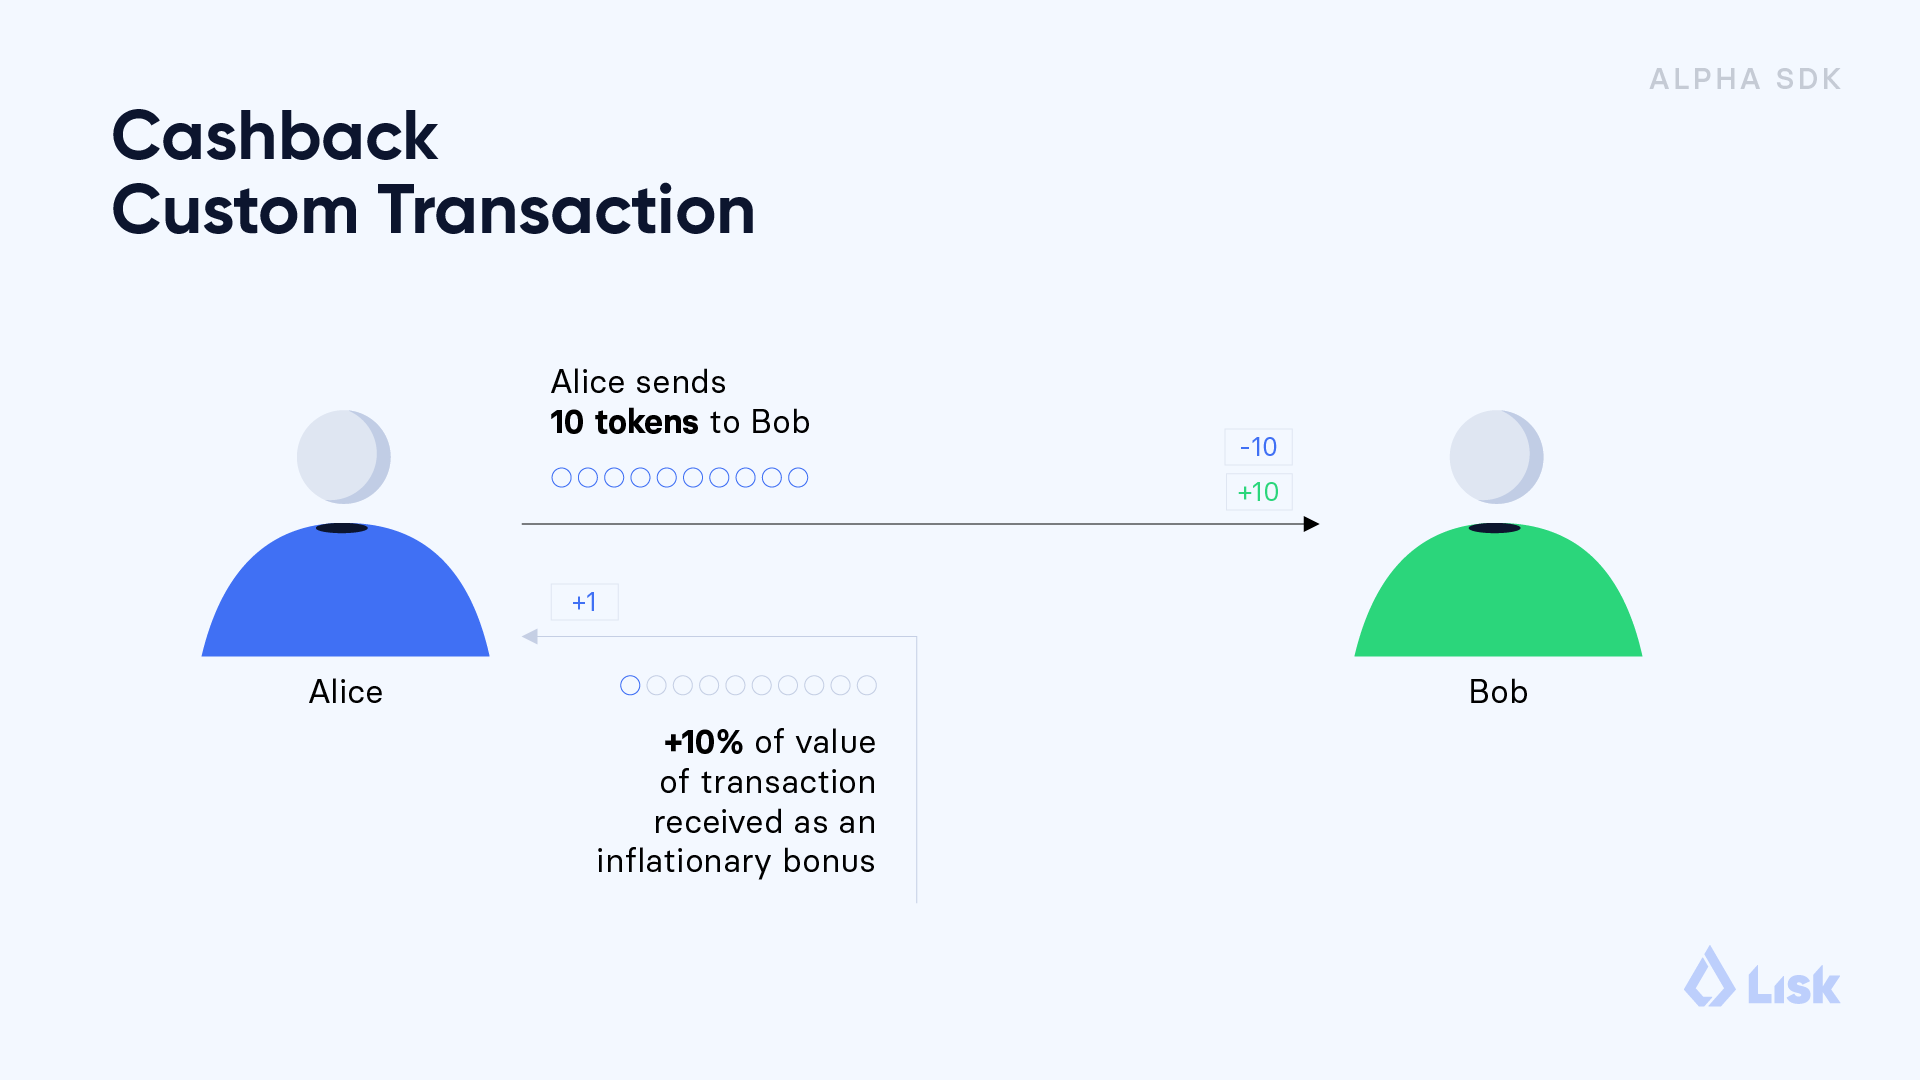 ALPHA SDK
Cashback
Custom Transaction
Alice sends
10 tokens to Bob
-10
+10
+1
Alice
Bob
+10% of value
of transaction
received as an
inflationary bonus
Lisk